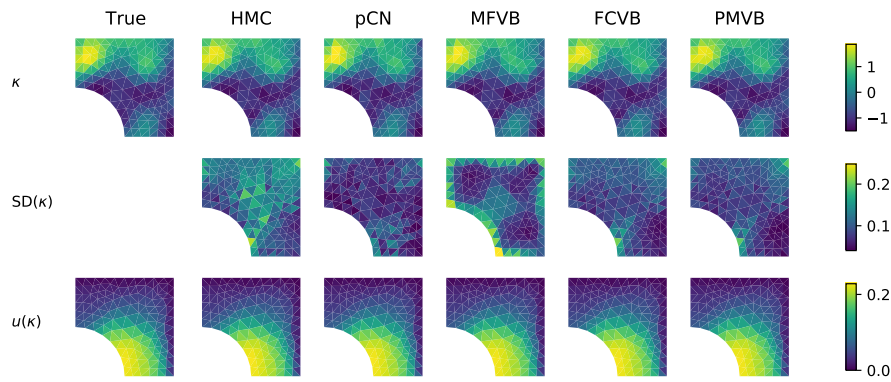 True HMC pCN MFVB FCVB PMVB
κ
1
0
−1
SD(κ)
0.2
0.1
u(κ)
0.2
0.0